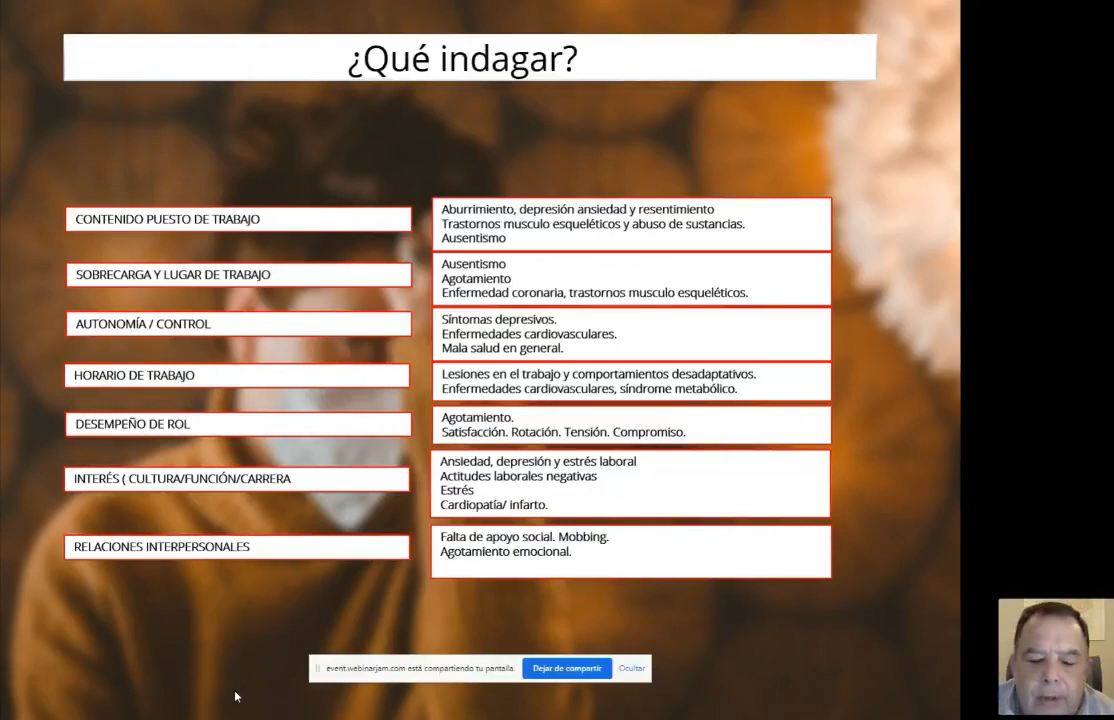 ¿Qué indagar?
CONTENIDO PUESTO DE TRABAJO
Aburrimiento, depresión ansiedad y resentimiento
Trastornos musculo esqueléticos y abuso de sustancias.
Ausentismo
SOBRECARGA Y LUGAR DE TRABAJO
Ausentismo
Agotamiento
Enfermedad coronaria, trastornos musculo esqueléticos.
AUTONOMÍA / CONTROL
Síntomas depresivos.
Enfermedades cardiovasculares.
Mala salud en general.
HORARIO DE TRABAJO
Lesiones en el trabajo y comportamientos desadaptativos.
Enfermedades cardiovasculares, síndrome metabólico.
DESEMPEÑO DE ROL
Agotamiento.
Satisfacción. Rotación. Tensión. Compromiso.
INTERÉS ( CULTURA/FUNCIÓN/CARRERA
Ansiedad, depresión y estrés laboral
Actitudes laborales negativas
Estrés
Cardiopatía/ infarto.
RELACIONES INTERPERSONALES
Falta de apoyo social. Mobbing.
Agotamiento emocional.
event.webinarjam.com está compartiendo tu pantalla. Dejar de compartir Ocultar